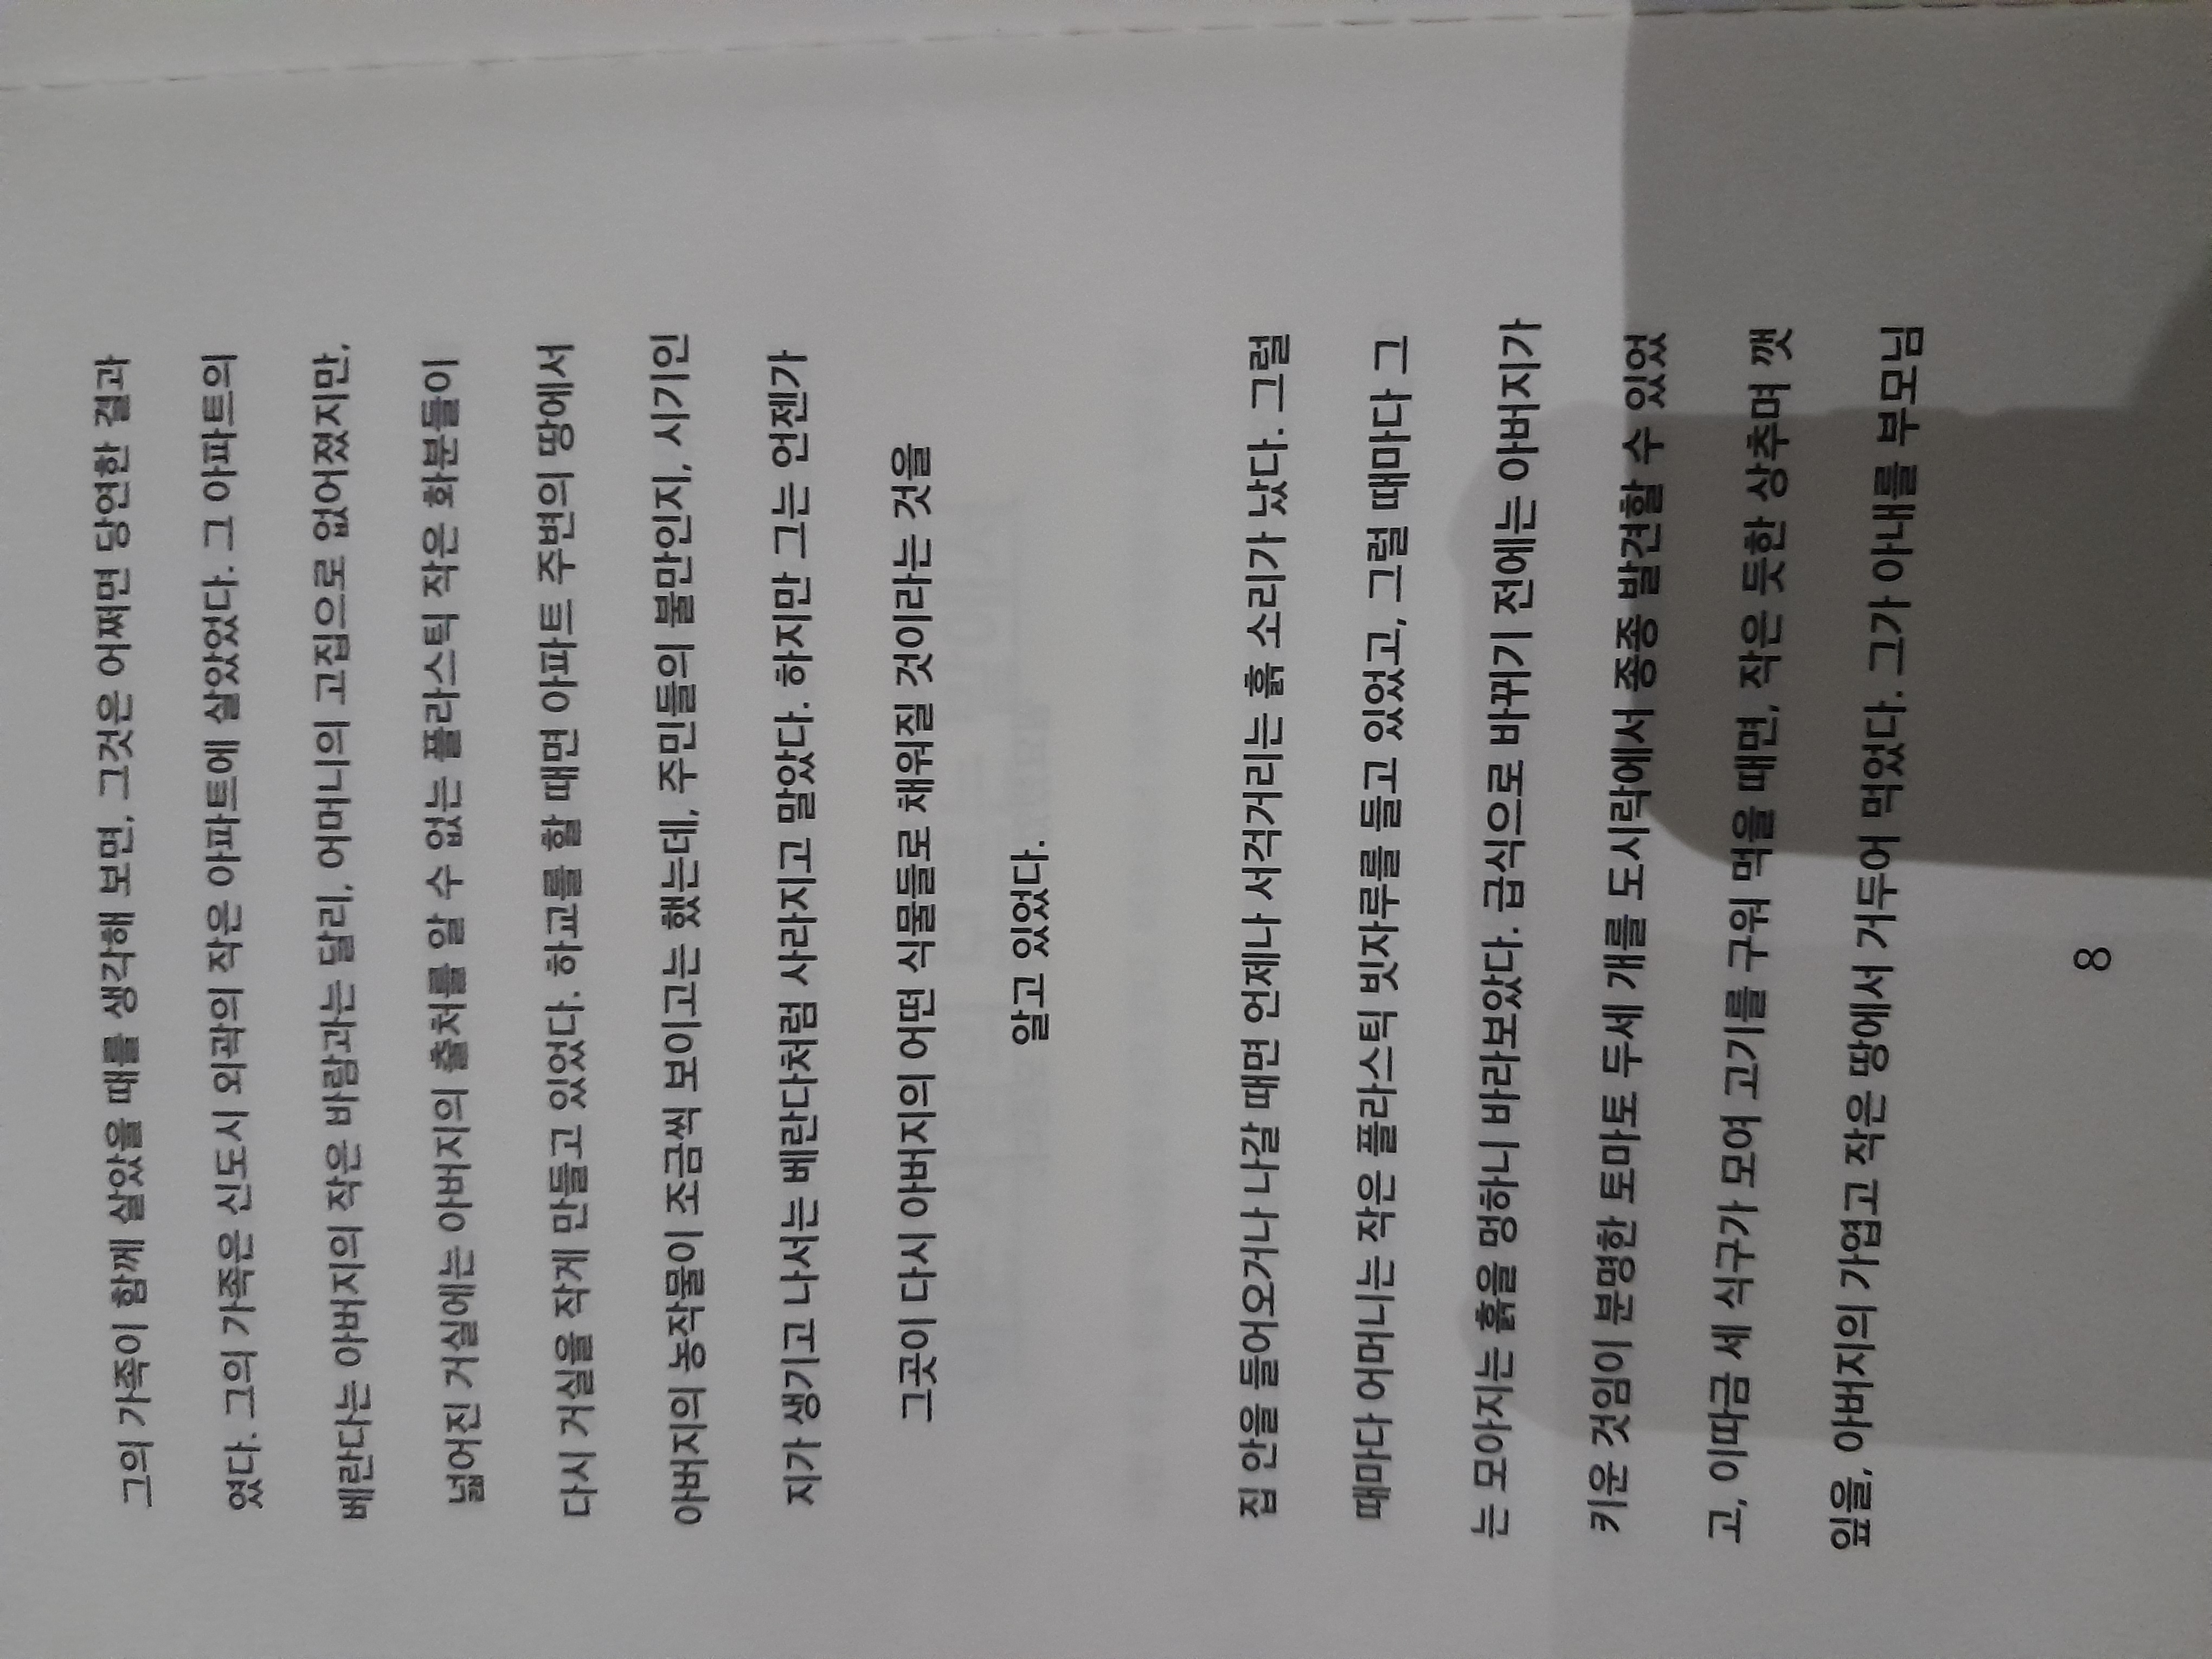 그의 가족이 함께 살았을 때를 생각해 보면, 그것은 어쩌면 당연한 결과
였다. 그의 가족은 신도시 외곽의 작은 아파트에 살았었다. 그 아파트의
베란다는 아버지의 작은 바람과는 달리, 어머니의 고집으로 없어졌지만,
넓어진 거실에는 아버지의 출처를 알 수 없는 플라스틱 작은 화분들이
다시 거실을 작게 만들고 있었다. 하교를 할 때면 아파트 주변의 땅에서
아버지의 농작물이 조금씩 보이고는 했는데, 주민들의 불만인지, 시기인
지가 생기고 나서는 베란다처럼 사라지고 말았다. 하지만 그는 언젠가
그곳이 다시 아버지의 어떤 식물들로 채워질 것이라는 것을
알고 있었다.
집 안을 들어오거나 나갈 때면 언제나 서걱거리는 흙 소리가 났다. 그럴
때마다 어머니는 작은 플라스틱 빗자루를 들고 있었고, 그럴 때마다 그
는 모아지는 흙을 멍하니 바라보았다. 급식으로 바뀌기 전에는 아버지가
키운 것임이 분명한 토마토 두세 개를 도시락에서 종종 발견할 수 있었
고, 이따금 세 식구가 모여 고기를 구워 먹을 때면, 작은 듯한 상추며 깻
잎을, 아버지의 가엽고 작은 땅에서 거두어 먹었다. 그가 아내를 부모님
8